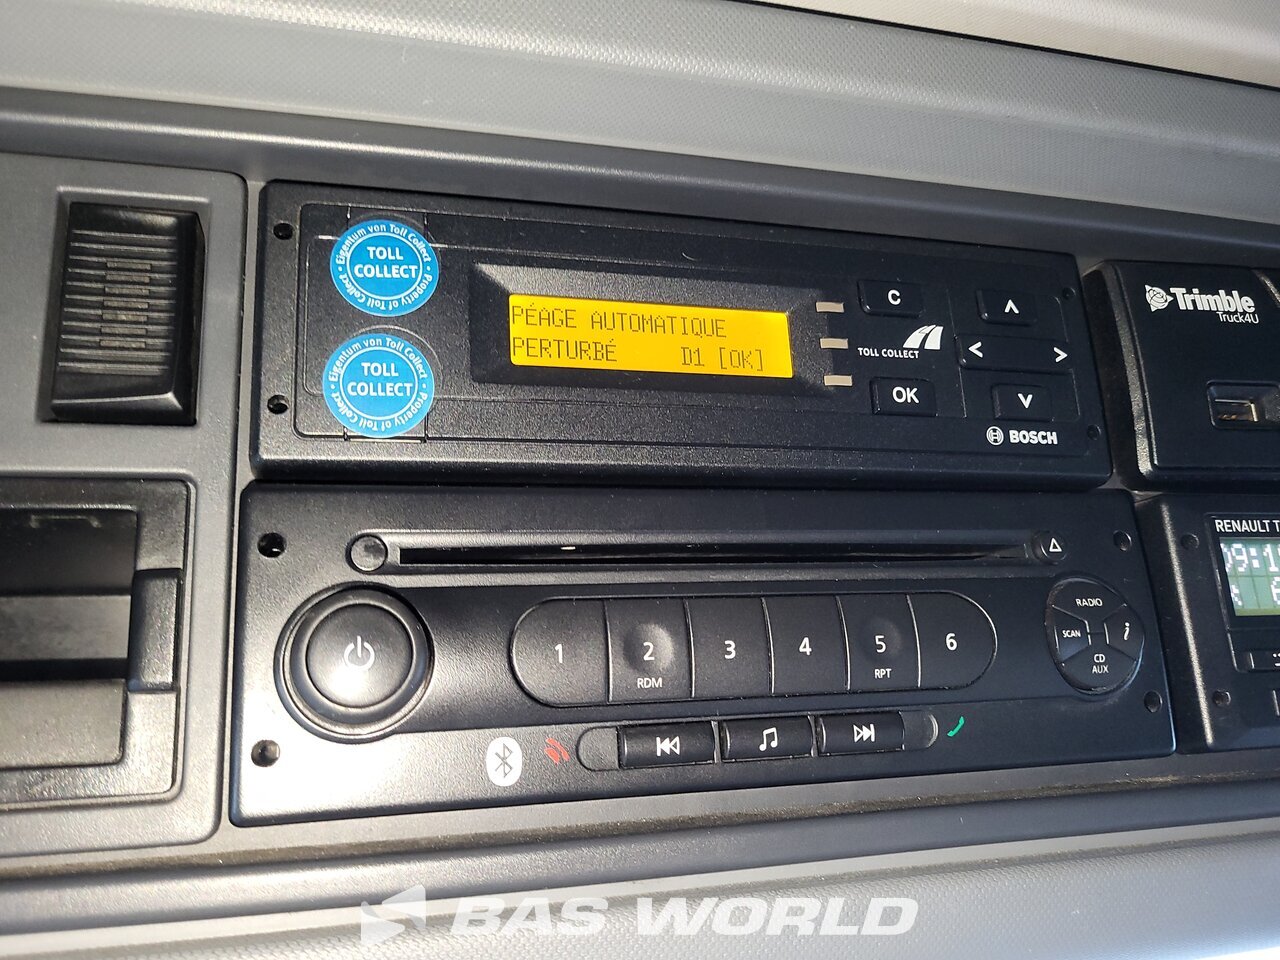 Eigentum von Toll Collect
TOLL
COLLECT
Property of Toll Collect
Eigentum von Toll Collect
TOLL
COLLECT
Property of Toll Collect
PÉAGE AUTOMATIQUE
PERTURBÉ D1 [OK]
C
TOLL COLLECT
OK
BOSCH
Trimble
Truck4U
1
2
RDM
3
4
5
RPT
6
RADIO
SCAN
i
CD
AUX
RENAULT T
09:1
BAS WORLD